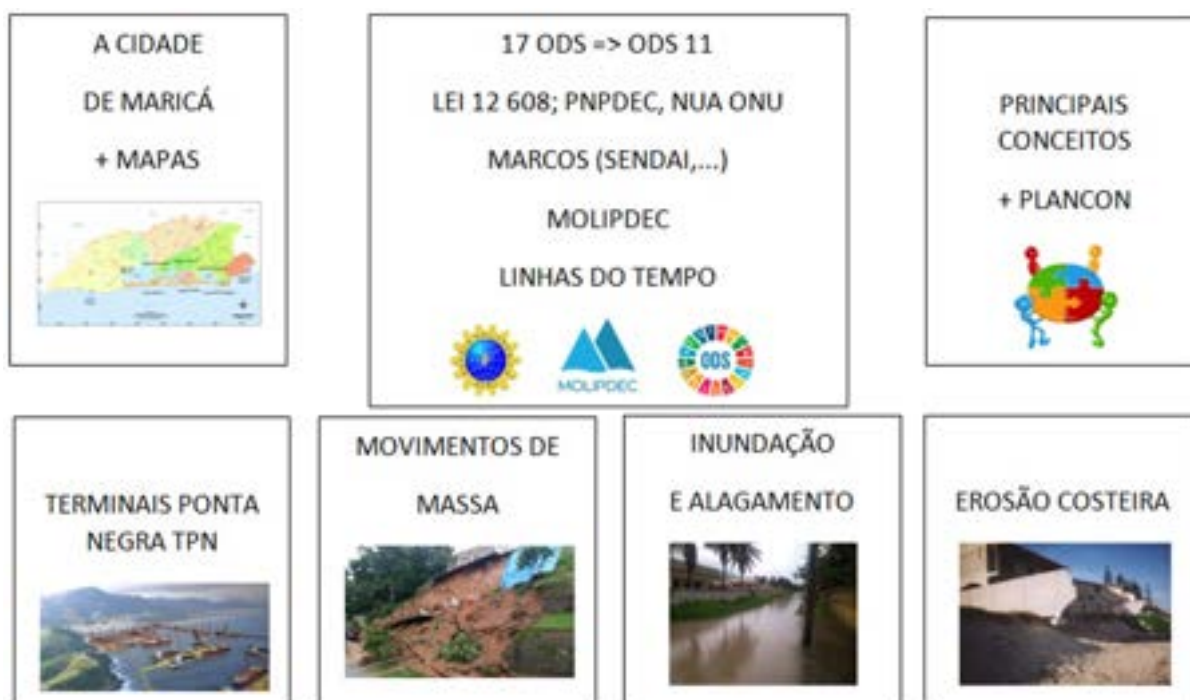 A CIDADE
DE MARICÁ
+ MAPAS
17 ODS => ODS 11
LEI 12 608; PNPDEC, NUA ONU
MARCOS (SENDAI,...)
MOLIPDEC
LINHAS DO TEMPO
MOLIPDEC
ODS
PRINCIPAIS
CONCEITOS
+ PLANCON
TERMINAIS PONTA
NEGRA TPN
MOVIMENTOS DE
MASSA
INUNDAÇÃO
E ALAGAMENTO
EROSÃO COSTEIRA